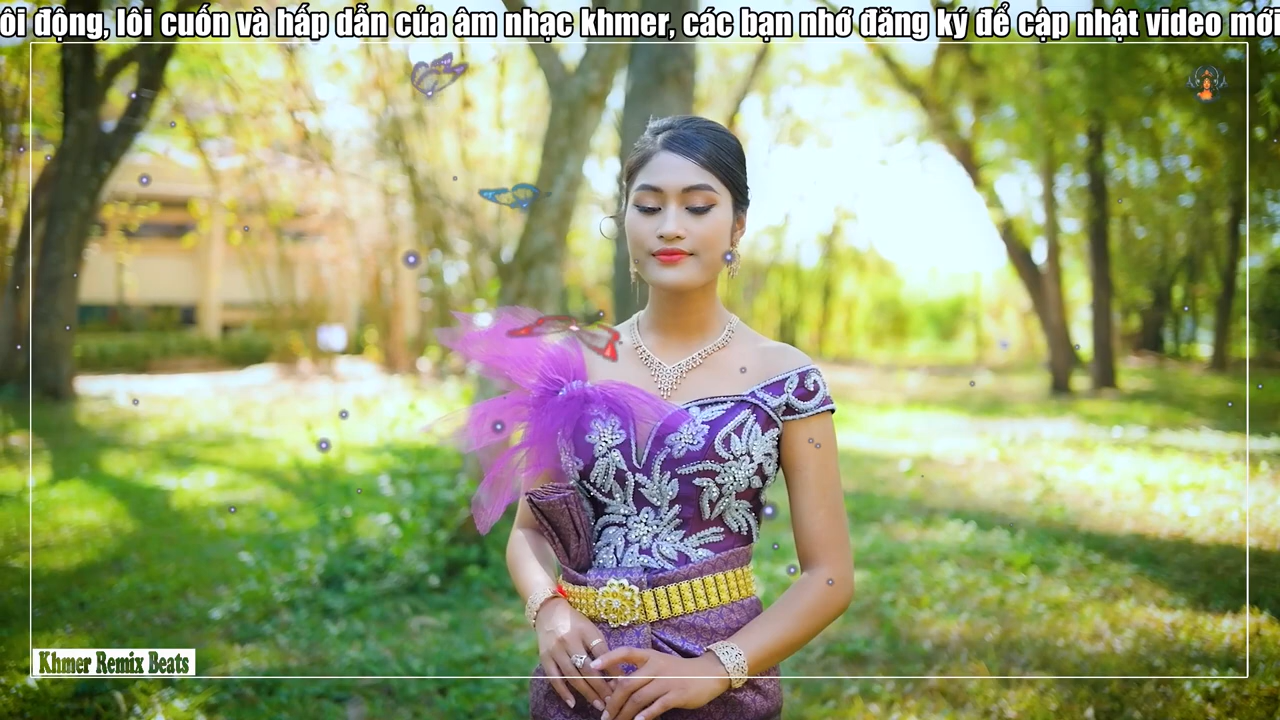 ôi động, lôi cuốn và hấp dẫn của âm nhạc khmer, các bạn nhớ đăng ký để cập nhật video mới
Khmer Remix Beats